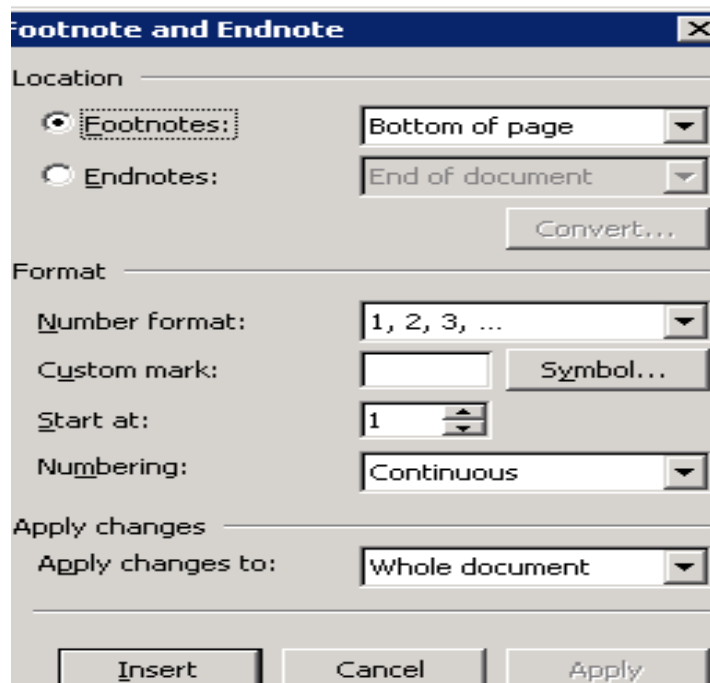 Footnote and Endnote
Location
Footnotes: Bottom of page
Endnotes: End of document
Convert...
Format
Number format: 1, 2, 3, ...
Custom mark: Symbol...
Start at: 1
Numbering: Continuous
Apply changes
Apply changes to: Whole document
Insert Cancel Apply